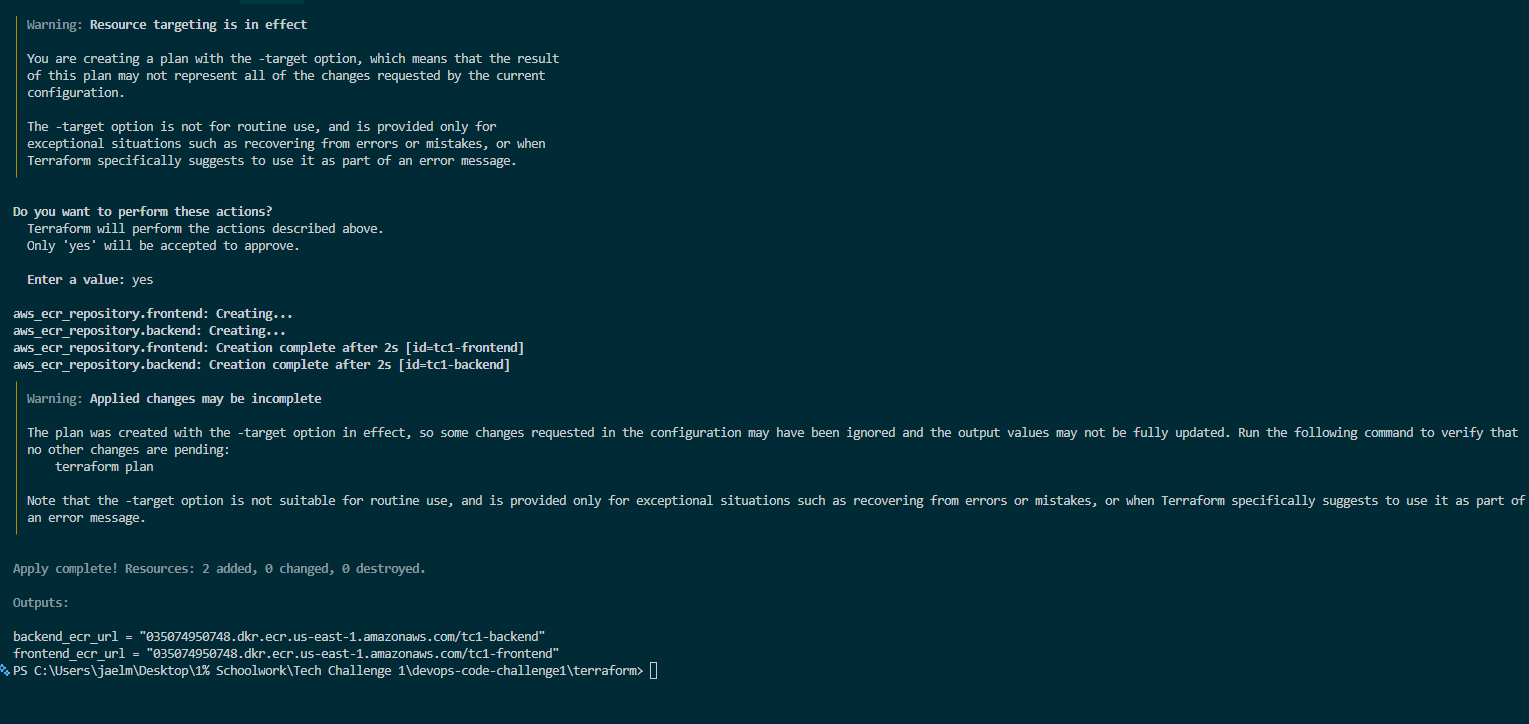 Warning: Resource targeting is in effect
You are creating a plan with the -target option, which means that the result
of this plan may not represent all of the changes requested by the current
configuration.
The -target option is not for routine use, and is provided only for
exceptional situations such as recovering from errors or mistakes, or when
Terraform specifically suggests to use it as part of an error message.
Do you want to perform these actions?
Terraform will perform the actions described above.
Only 'yes' will be accepted to approve.
Enter a value: yes
aws_ecr_repository.frontend: Creating...
aws_ecr_repository.backend: Creating...
aws_ecr_repository.frontend: Creation complete after 2s [id=tc1-frontend]
aws_ecr_repository.backend: Creation complete after 2s [id=tc1-backend]
Warning: Applied changes may be incomplete
The plan was created with the -target option in effect, so some changes requested in the configuration may have been ignored and the output values may not be fully updated. Run the following command to verify that
no other changes are pending:
terraform plan
Note that the -target option is not suitable for routine use, and is provided only for exceptional situations such as recovering from errors or mistakes, or when Terraform specifically suggests to use it as part of
an error message.
Apply complete! Resources: 2 added, 0 changed, 0 destroyed.
Outputs:
backend_ecr_url = "035074950748.dkr.ecr.us-east-1.amazonaws.com/tc1-backend"
frontend_ecr_url = "035074950748.dkr.ecr.us-east-1.amazonaws.com/tc1-frontend"
PS C:\Users\jaelm\Desktop\1% Schoolwork\Tech Challenge 1\devops-code-challenge1\terraform>